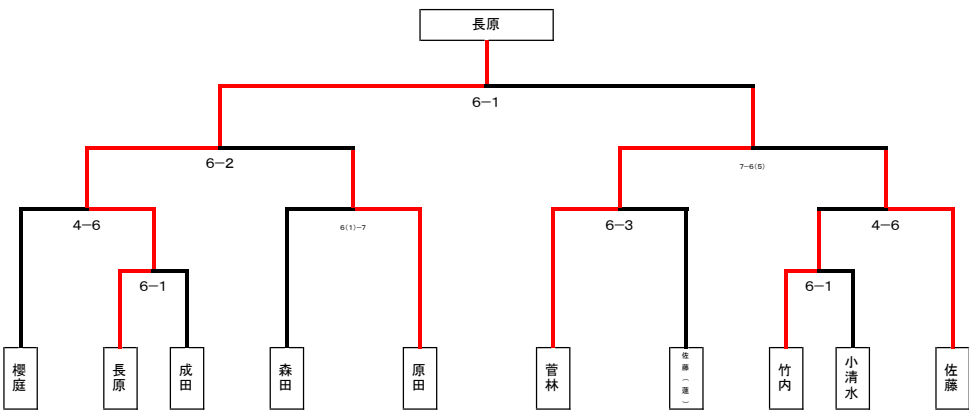 長原
6−1
6−2
7−6(5)
4−6
6(1)−7
6−3
4−6
6−1
6−1
櫻庭
長原
成田
森田
原田
菅林
佐藤(蓮)
竹内
小清水
佐藤